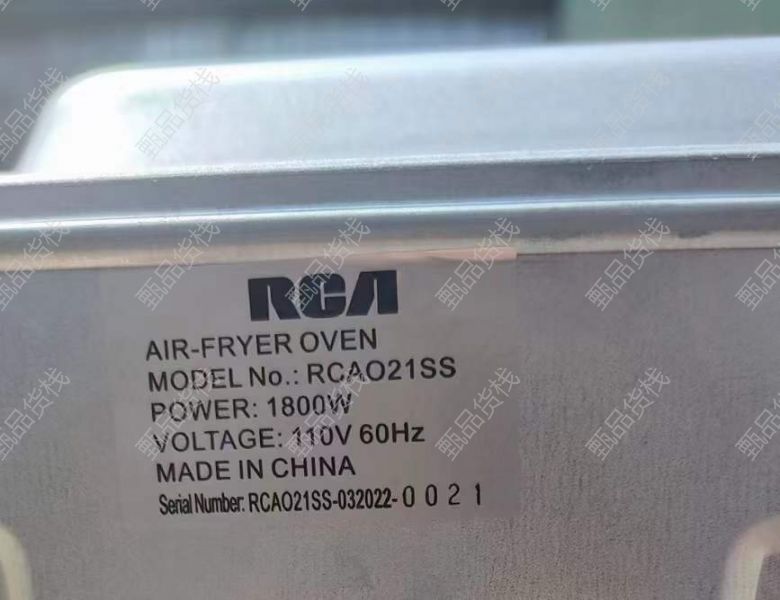 RCA
AIR-FRYER OVEN
MODEL No.: RCAO21SS
POWER: 1800W
VOLTAGE: 110V 60Hz
MADE IN CHINA
Serial Number: RCAO21SS-032022-0021
甄品货栈